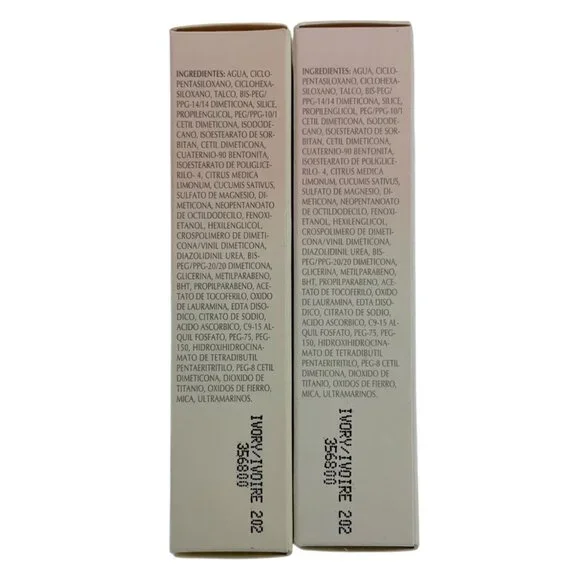 INGREDIENTES: AGUA, CICLO-
PENTASILOXANO, CICLOHEXA-
SILOXANO, TALCO, BIS-PEG/
PPG-14/14 DIMETICONA, SILICE,
PROPILENGLICOL, PEG/PPG-10/1
CETIL DIMETICONA, ISODODE-
CANO, ISOESTEARATO DE SOR-
BITAN, CETIL DIMETICONA,
CUATERNIO-90 BENTONITA,
ISOESTEARATO DE POLIGLICE-
RILO- 4, CITRUS MEDICA
LIMONUM, CUCUMIS SATIVUS,
SULFATO DE MAGNESIO, DI-
METICONA, NEOPENTANOATO
DE OCTILDODECILO, FENOXI-
ETANOL, HEXILENGLICOL,
CROSPOLIMERO DE DIMETI-
CONA/VINIL DIMETICONA,
DIAZOLIDINIL UREA, BIS-
PEG/PPG-20/20 DIMETICONA,
GLICERINA, METILPARABENO,
BHT, PROPILPARABENO, ACE-
TATO DE TOCOFERILO, OXIDO
DE LAURAMINA, EDTA DISO-
DICO, CITRATO DE SODIO,
ACIDO ASCORBICO, C9-15 AL-
QUIL FOSFATO, PEG-75, PEG-
150, HIDROXIHIDROCINA-
MATO DE TETRADIBUTIL
PENTAERITRITILO, PEG-8 CETIL
DIMETICONA, DIOXIDO DE
TITANIO, OXIDOS DE FIERRO,
MICA, ULTRAMARINOS.
IVORY/IVOIRE 202
356800
INGREDIENTES: AGUA, CICLO-
PENTASILOXANO, CICLOHEXA-
SILOXANO, TALCO, BIS-PEG/
PPG-14/14 DIMETICONA, SILICE,
PROPILENGLICOL, PEG/PPG-10/1
CETIL DIMETICONA, ISODODE-
CANO, ISOESTEARATO DE SOR-
BITAN, CETIL DIMETICONA,
CUATERNIO-90 BENTONITA,
ISOESTEARATO DE POLIGLICE-
RILO- 4, CITRUS MEDICA
LIMONUM, CUCUMIS SATIVUS,
SULFATO DE MAGNESIO, DI-
METICONA, NEOPENTANOATO
DE OCTILDODECILO, FENOXI-
ETANOL, HEXILENGLICOL,
CROSPOLIMERO DE DIMETI-
CONA/VINIL DIMETICONA,
DIAZOLIDINIL UREA, BIS-
PEG/PPG-20/20 DIMETICONA,
GLICERINA, METILPARABENO,
BHT, PROPILPARABENO, ACE-
TATO DE TOCOFERILO, OXIDO
DE LAURAMINA, EDTA DISO-
DICO, CITRATO DE SODIO,
ACIDO ASCORBICO, C9-15 AL-
QUIL FOSFATO, PEG-75, PEG-
150, HIDROXIHIDROCINA-
MATO DE TETRADIBUTIL
PENTAERITRITILO, PEG-8 CETIL
DIMETICONA, DIOXIDO DE
TITANIO, OXIDOS DE FIERRO,
MICA, ULTRAMARINOS.
IVORY/IVOIRE 202
356800